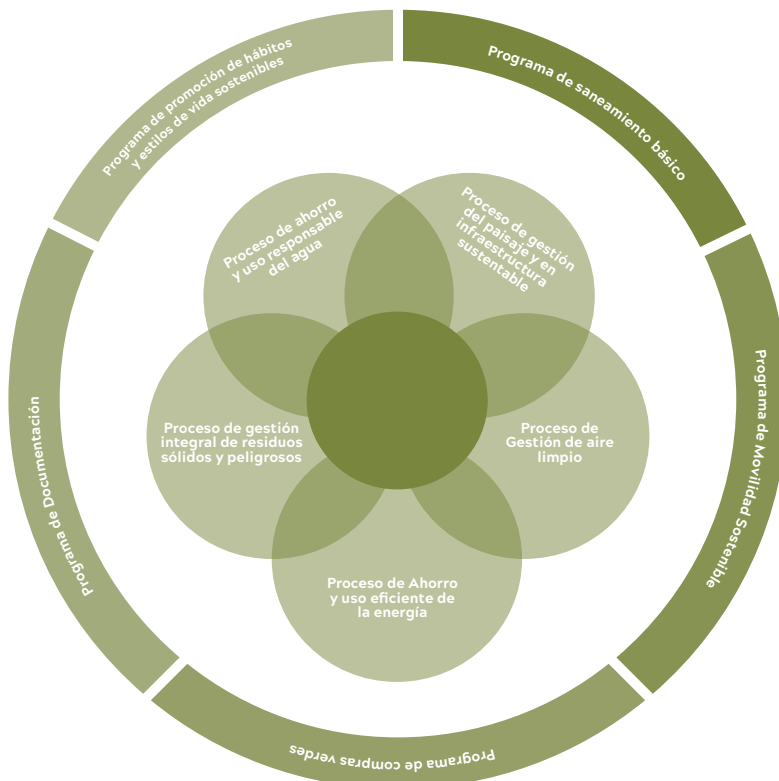 Programa de promoción de hábitos
y estilos de vida sostenibles
Programa de saneamiento básico
Proceso de ahorro
y uso responsable
del agua
Proceso de gestión
del paisaje y en
infraestructura
sustentable
Programa de Documentación
Proceso de gestión
integral de residuos
sólidos y peligrosos
Proceso de
Gestión de aire
limpio
Programa de Movilidad Sostenible
Proceso de Ahorro
y uso eficiente de
la energía
Programa de compras verdes